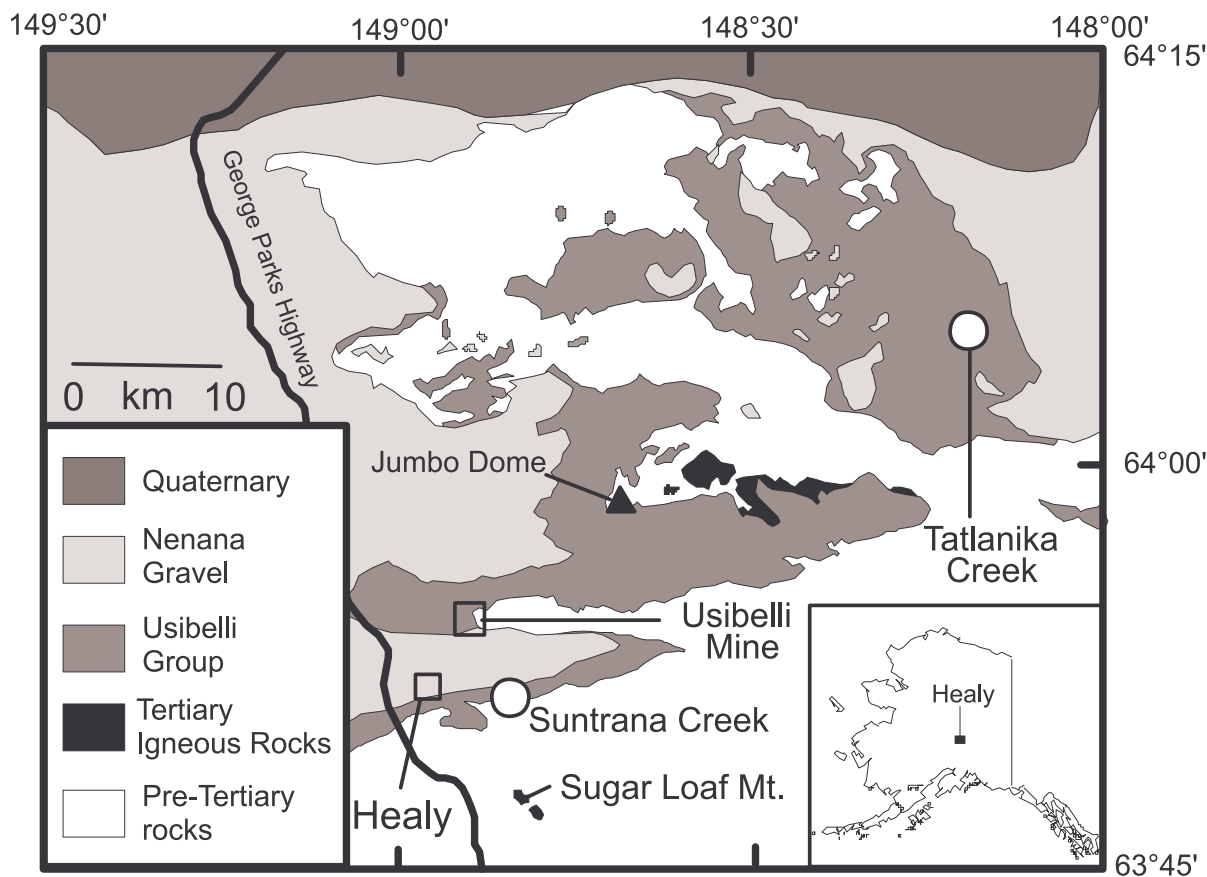 149°30'
149°00'
148°30'
148°00'
64°15'
George Parks Highway
0 km 10
Jumbo Dome
64°00'
Quaternary
Nenana
Gravel
Usibelli
Group
Tertiary
Igneous Rocks
Pre-Tertiary
rocks
Tatlanika
Creek
Usibelli
Mine
Suntrana Creek
Healy
Sugar Loaf Mt.
Healy
63°45'